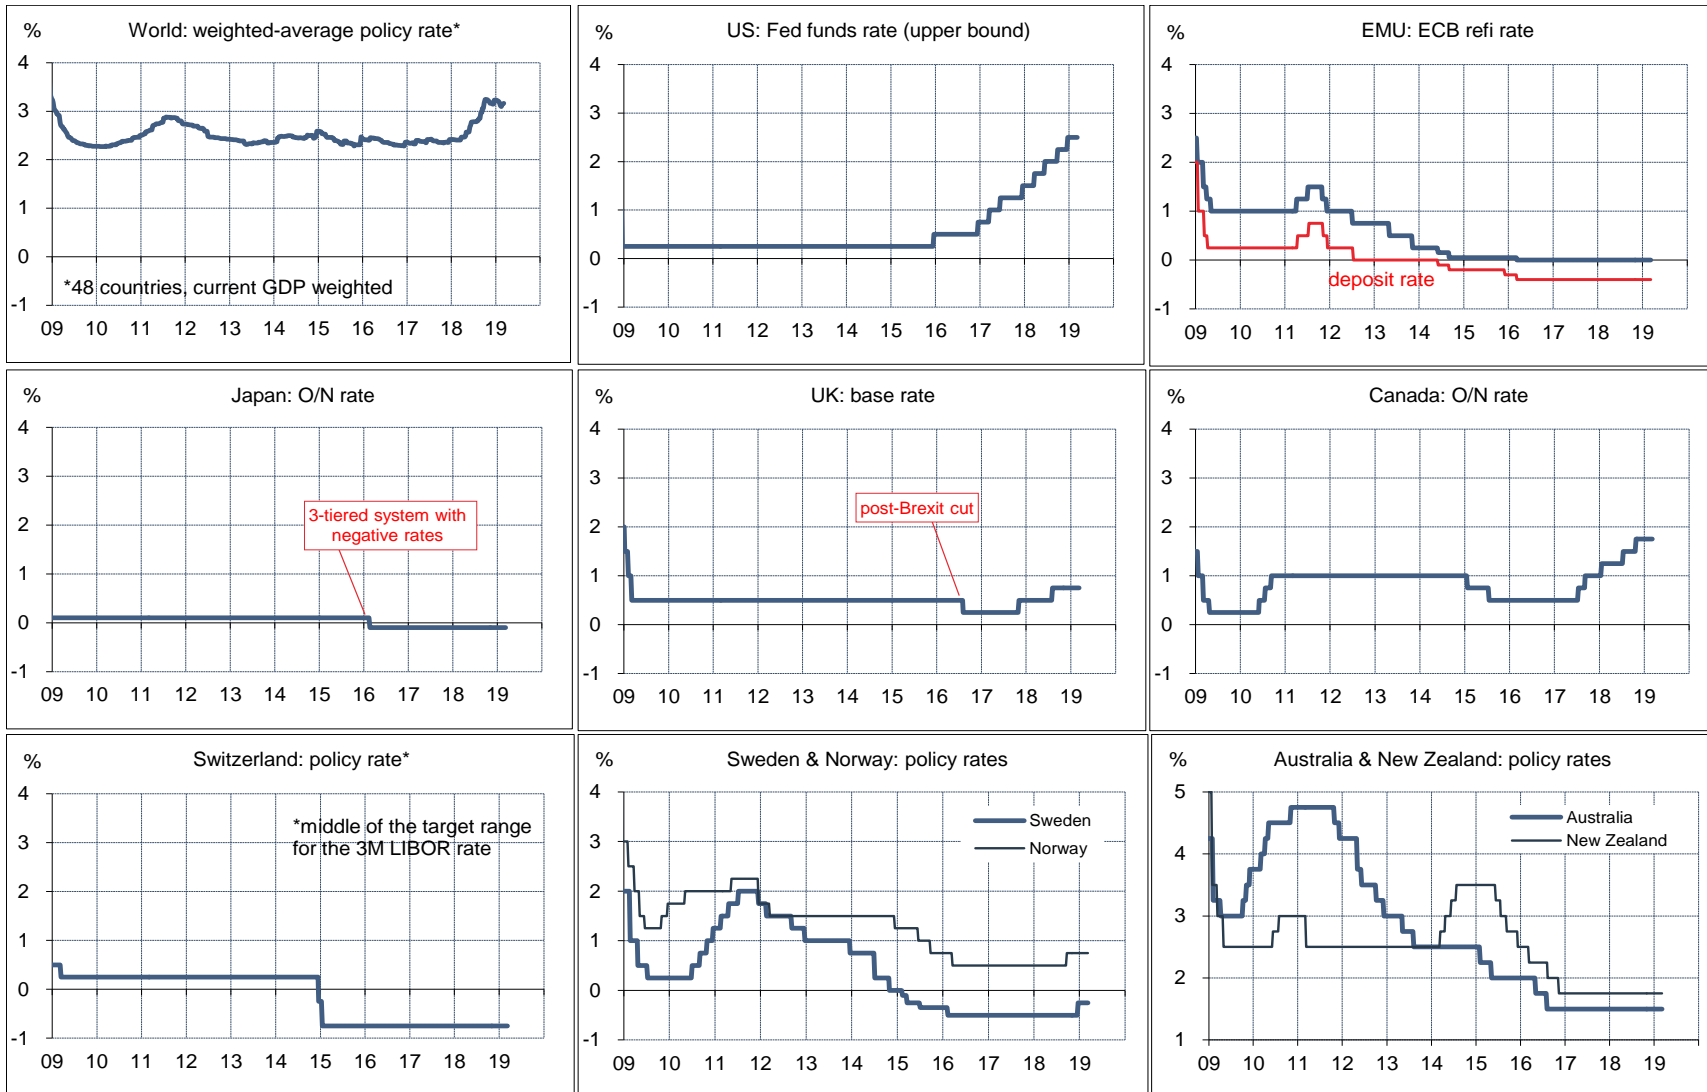 World: weighted-average policy rate*
%
4
3
2
1
0
-1
*48 countries, current GDP weighted
09 10 11 12 13 14 15 16 17 18 19
US: Fed funds rate (upper bound)
%
4
3
2
1
0
-1
09 10 11 12 13 14 15 16 17 18 19
EMU: ECB refi rate
%
4
3
2
1
0
-1
deposit rate
09 10 11 12 13 14 15 16 17 18 19
Japan: O/N rate
%
4
3
2
1
0
-1
3-tiered system with
negative rates
09 10 11 12 13 14 15 16 17 18 19
UK: base rate
%
4
3
2
1
0
-1
post-Brexit cut
09 10 11 12 13 14 15 16 17 18 19
Canada: O/N rate
%
4
3
2
1
0
-1
09 10 11 12 13 14 15 16 17 18 19
Switzerland: policy rate*
%
4
3
2
1
0
-1
*middle of the target range
for the 3M LIBOR rate
09 10 11 12 13 14 15 16 17 18 19
Sweden & Norway: policy rates
%
4
3
2
1
0
-1
Sweden
Norway
09 10 11 12 13 14 15 16 17 18 19
Australia & New Zealand: policy rates
%
5
4
3
2
1
Australia
New Zealand
09 10 11 12 13 14 15 16 17 18 19